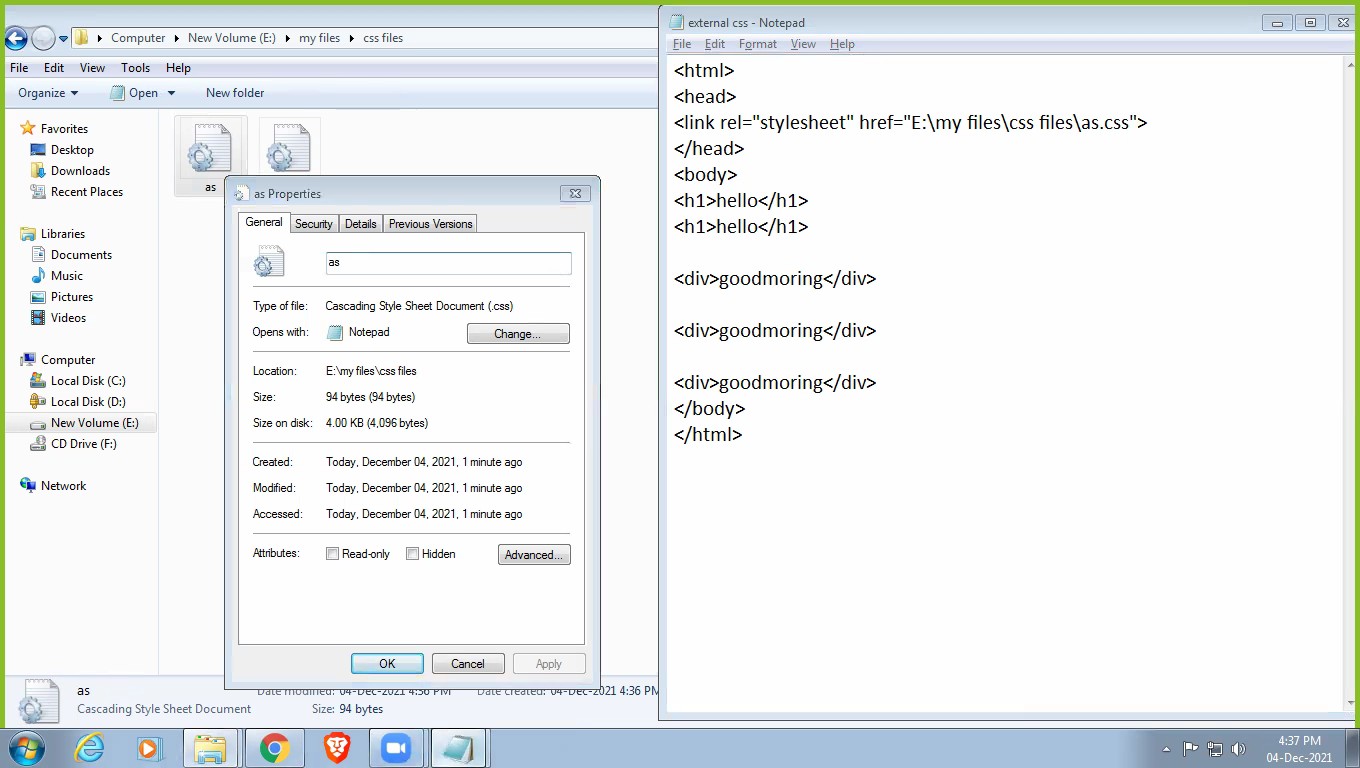 Computer New Volume (E:) my files css files
File Edit View Tools Help
Organize Open New folder
Favorites
Desktop
Downloads
Recent Places
Libraries
Documents
Music
Pictures
Videos
Computer
Local Disk (C:)
Local Disk (D:)
New Volume (E:)
CD Drive (F:)
Network
as
as Properties
General Security Details Previous Versions
as
Type of file: Cascading Style Sheet Document (.css)
Opens with: Notepad Change...
Location: E:\my files\css files
Size: 94 bytes (94 bytes)
Size on disk: 4.00 KB (4,096 bytes)
Created: Today, December 04, 2021, 1 minute ago
Modified: Today, December 04, 2021, 1 minute ago
Accessed: Today, December 04, 2021, 1 minute ago
Attributes: Read-only Hidden Advanced...
OK Cancel Apply
as Date modified: 04-Dec-2021 4:36 PM Date created: 04-Dec-2021 4:36 PM
Cascading Style Sheet Document Size: 94 bytes
external css - Notepad
File Edit Format View Help
<html>
<head>
<link rel="stylesheet" href="E:\my files\css files\as.css">
</head>
<body>
<h1>hello</h1>
<h1>hello</h1>
<div>goodmoring</div>
<div>goodmoring</div>
<div>goodmoring</div>
</body>
</html>
4:37 PM
04-Dec-2021